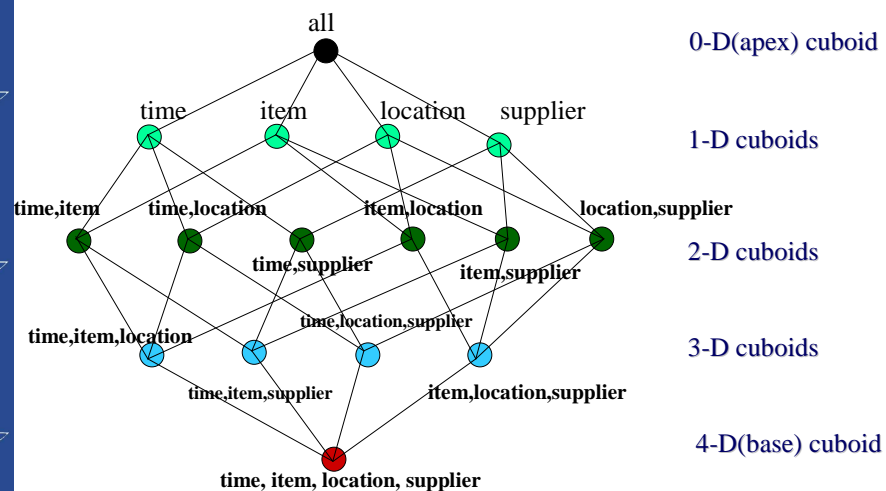 all
0-D(apex) cuboid
time
item
location
supplier
1-D cuboids
time,item
time,location
item,location
location,supplier
time,supplier
item,supplier
2-D cuboids
time,item,location
time,location,supplier
3-D cuboids
time,item,supplier
item,location,supplier
4-D(base) cuboid
time, item, location, supplier